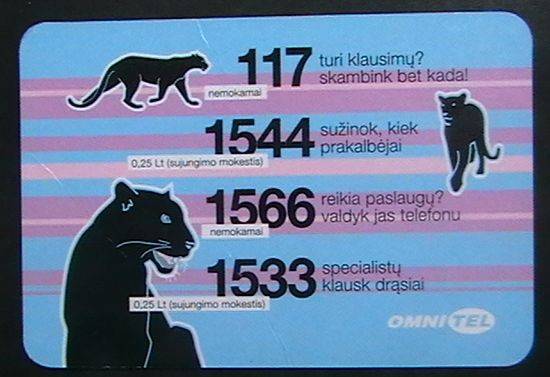 117 turi klausimų?
skambink bet kada!
nemokamai
1544 sužinok, kiek
prakalbėjai
0,25 Lt (sujungimo mokestis)
1566 reikia paslaugų?
valdyk jas telefonu
nemokamai
1533 specialistų
klausk drąsiai
0,25 Lt (sujungimo mokestis)
OMNITEL